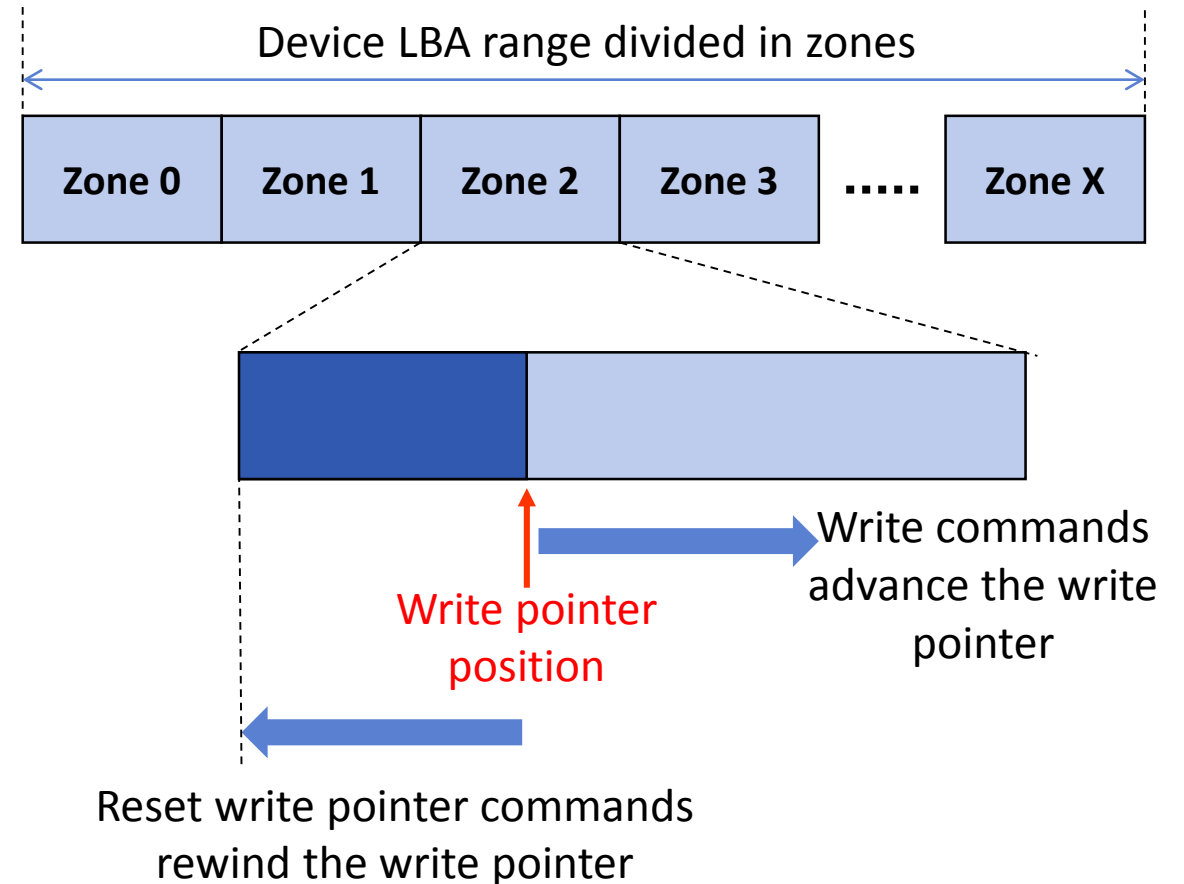 Device LBA range divided in zones
Zone 0 Zone 1 Zone 2 Zone 3 ..... Zone X
Write pointer
position
Write commands
advance the write
pointer
Reset write pointer commands
rewind the write pointer